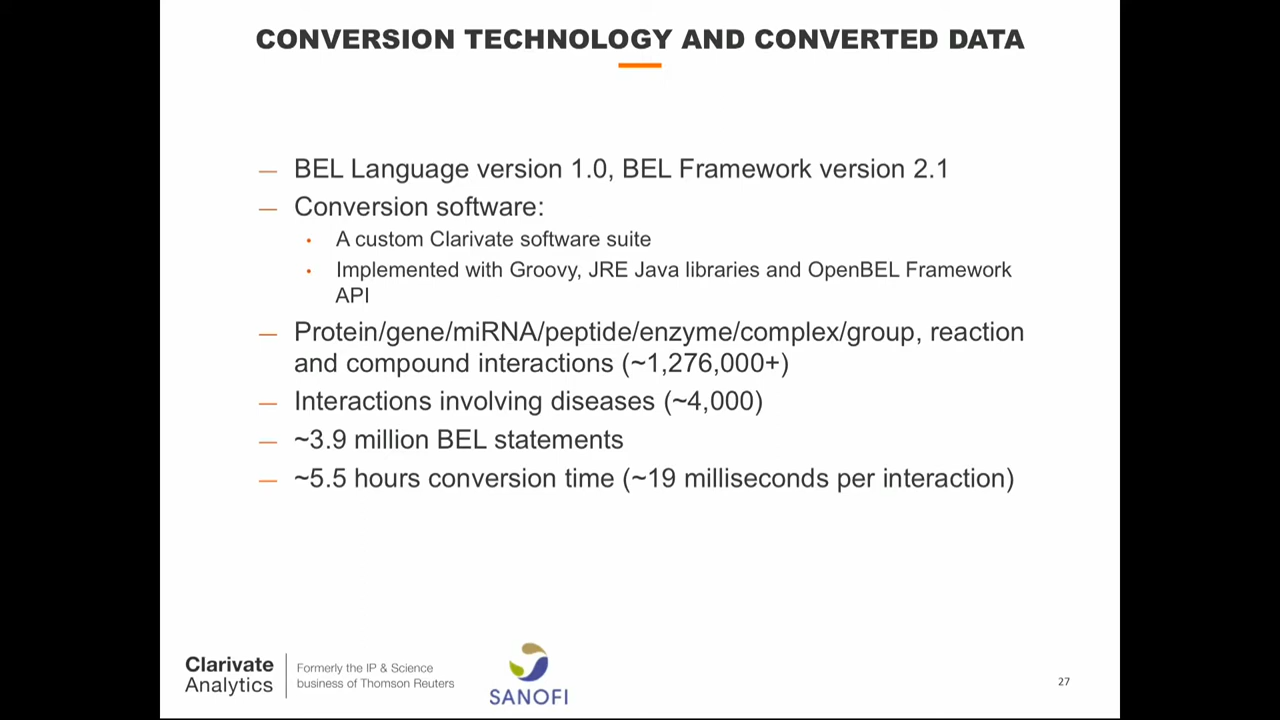 CONVERSION TECHNOLOGY AND CONVERTED DATA
— BEL Language version 1.0, BEL Framework version 2.1
— Conversion software:
• A custom Clarivate software suite
• Implemented with Groovy, JRE Java libraries and OpenBEL Framework
API
— Protein/gene/miRNA/peptide/enzyme/complex/group, reaction
and compound interactions (~1,276,000+)
— Interactions involving diseases (~4,000)
— ~3.9 million BEL statements
— ~5.5 hours conversion time (~19 milliseconds per interaction)
Clarivate
Analytics
Formerly the IP & Science
business of Thomson Reuters
SANOFI
27